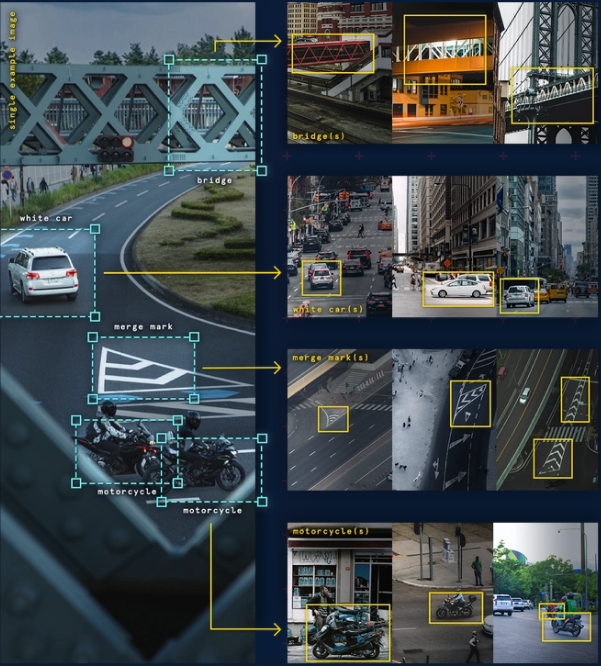 single example image
bridge
white car
merge mark
motorcycle
motorcycle
bridge(s)
white car(s)
merge mark(s)
motorcycle(s)